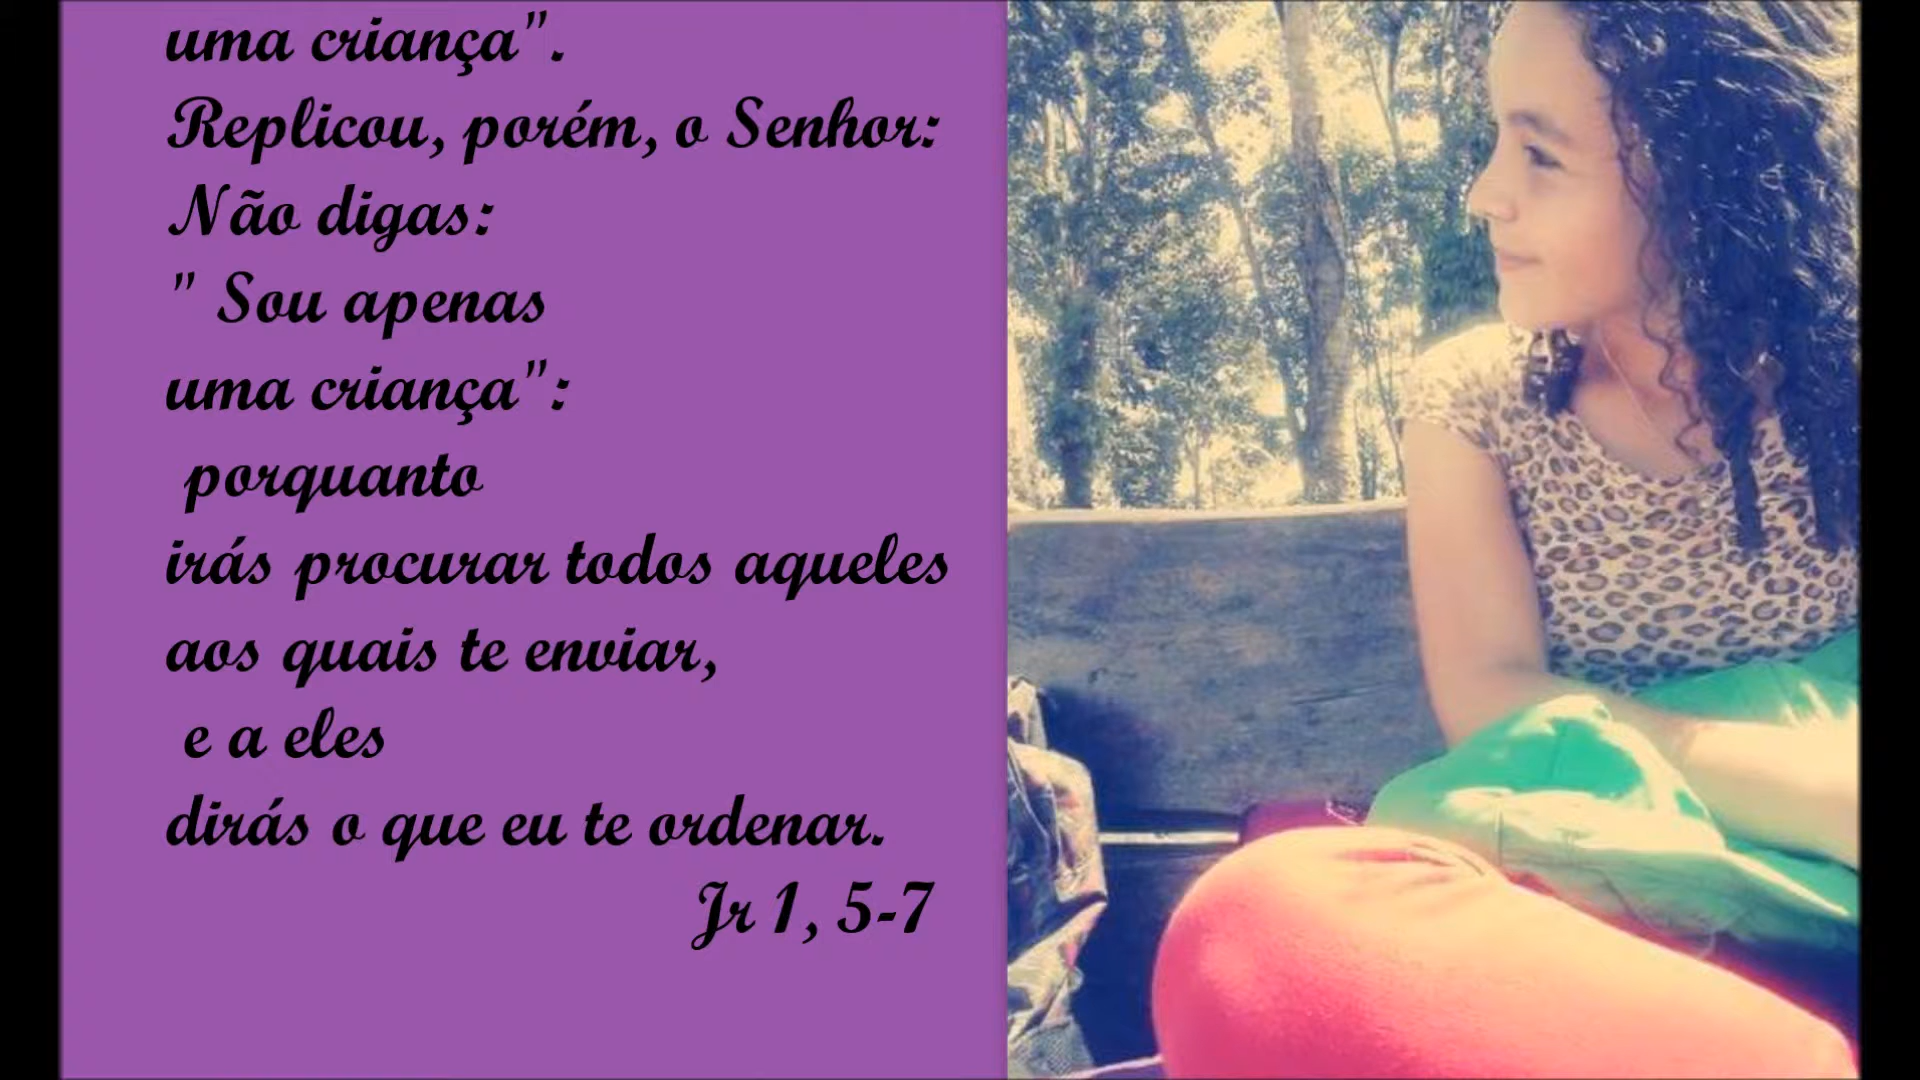 uma criança".
Replicou, porém, o Senhor:
Não digas:
" Sou apenas
uma criança":
porquanto
irás procurar todos aqueles
aos quais te enviar,
e a eles
dirás o que eu te ordenar.
Jr 1, 5-7